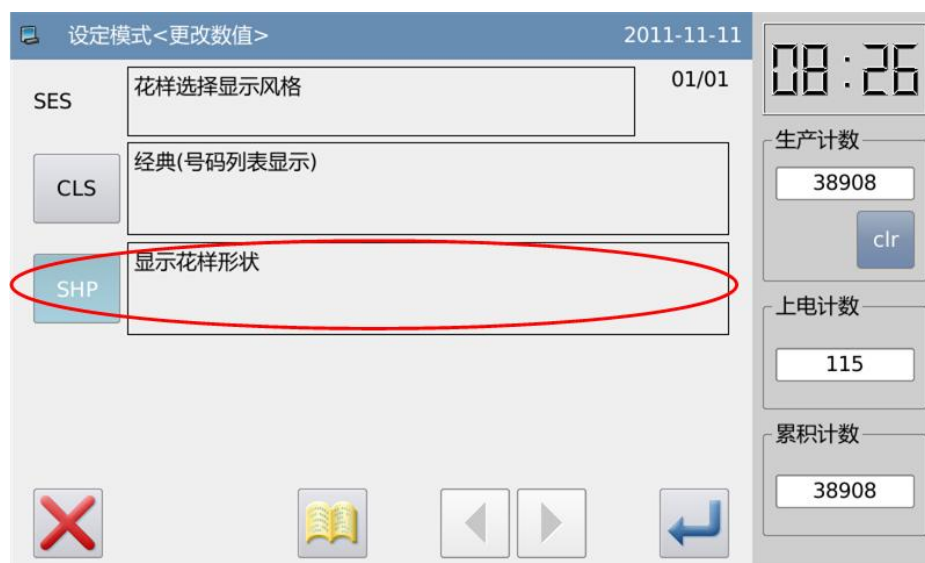 设定模式<更改数值>
2011-11-11
08:26
SES
花样选择显示风格
01/01
CLS
经典(号码列表显示)
SHP
显示花样形状
生产计数
38908
clr
上电计数
115
累积计数
38908